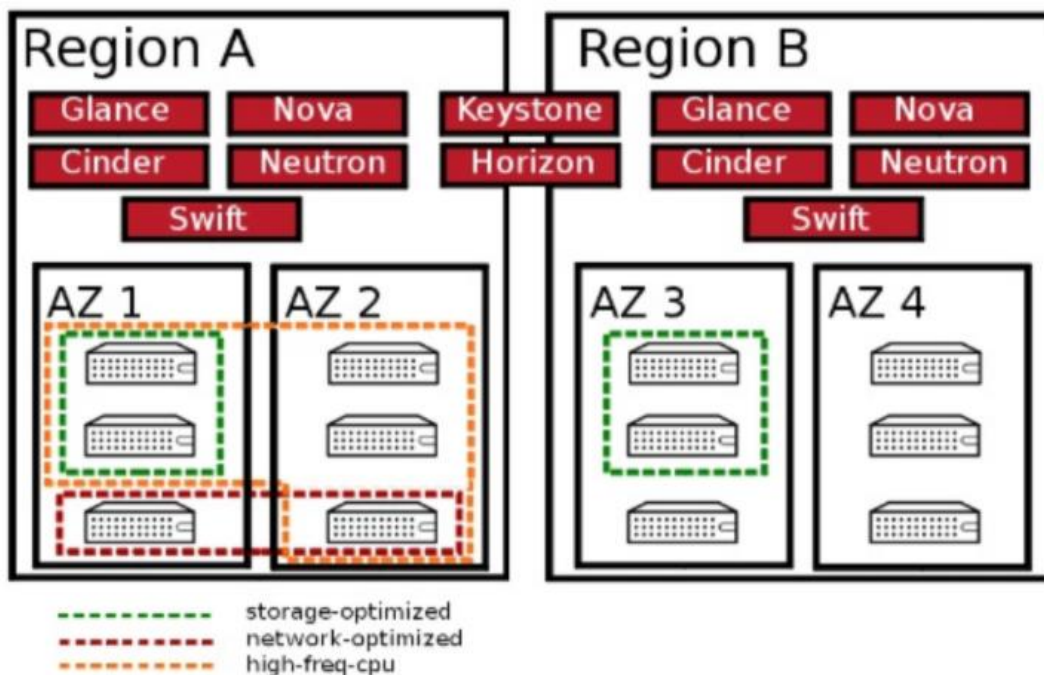 Region A
Region B
Glance
Nova
Keystone
Glance
Nova
Cinder
Neutron
Horizon
Cinder
Neutron
Swift
Swift
AZ 1
AZ 2
AZ 3
AZ 4
storage-optimized
network-optimized
high-freq-cpu